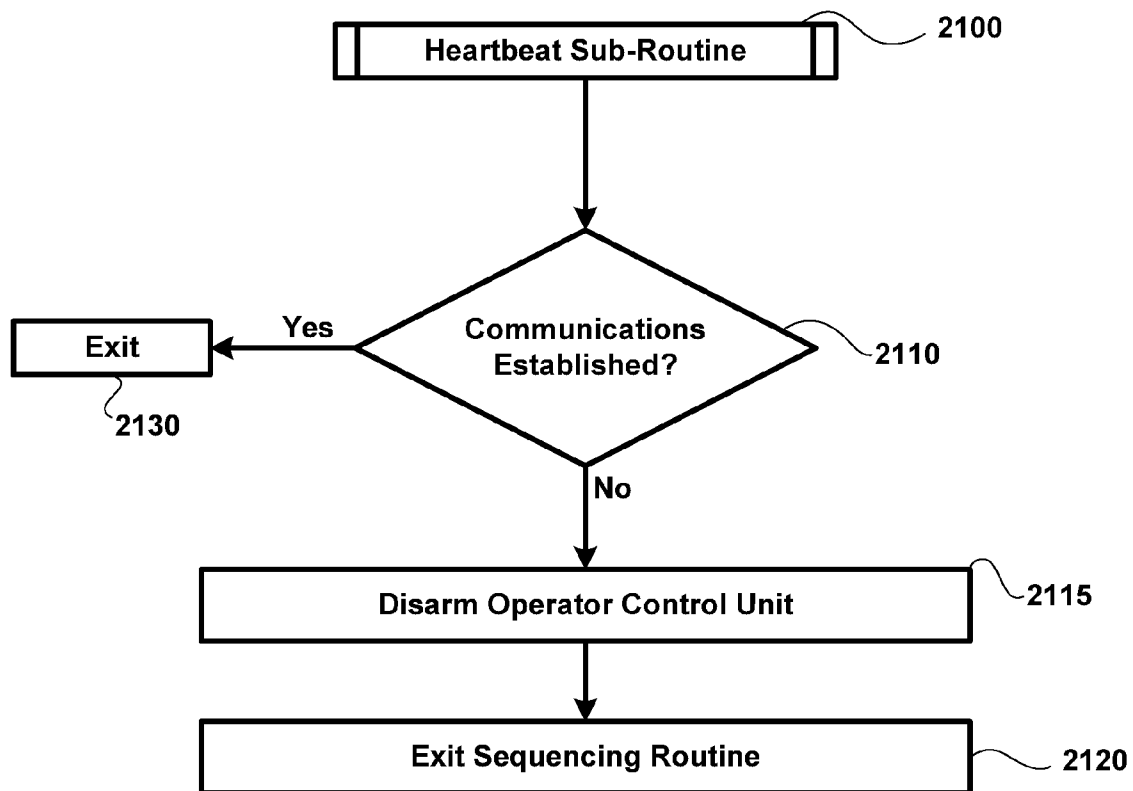 2100
Heartbeat Sub-Routine
Communications
Established?
Yes
Exit
2110
2130
No
Disarm Operator Control Unit
2115
Exit Sequencing Routine
2120